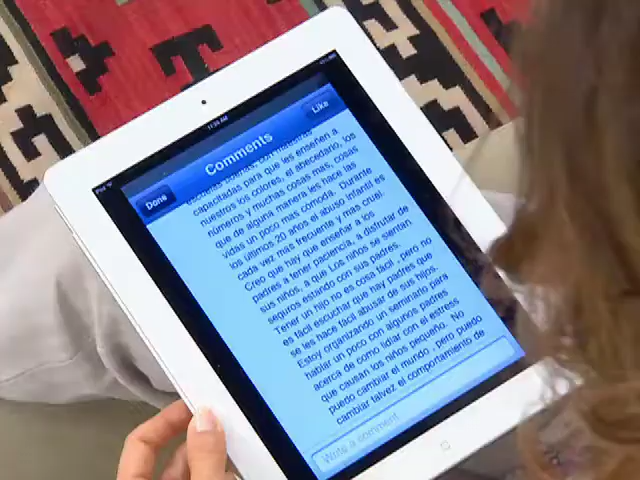 iPad
11:24 AM
Done
Comments
Like
capacitadas para que les enseñen a
nuestros los colores, el abecedario, los
números y muchas cosas mas, cosas
que de alguna manera les hace las
vidas un poco mas cómoda. Durante
los últimos 20 años el abuso infantil es
cada vez mas frecuente y mas cruel.
Creo que hay que enseñar a los
padres a tener paciencia, a disfrutar de
sus niños, a que Los niños se sientan
seguros estando con sus padres.
Tener un hijo no es cosa fácil , pero no
es fácil escuchar que hay padres que
se les hace fácil abusar de sus hijos.
Estoy organizando un seminario para
hablar un poco con algunos padres
acerca de como lidiar con el estress
que causan los niños pequeño. No
puedo cambiar el mundo , pero puedo
cambiar talvez el comportamiento de
Write a comment